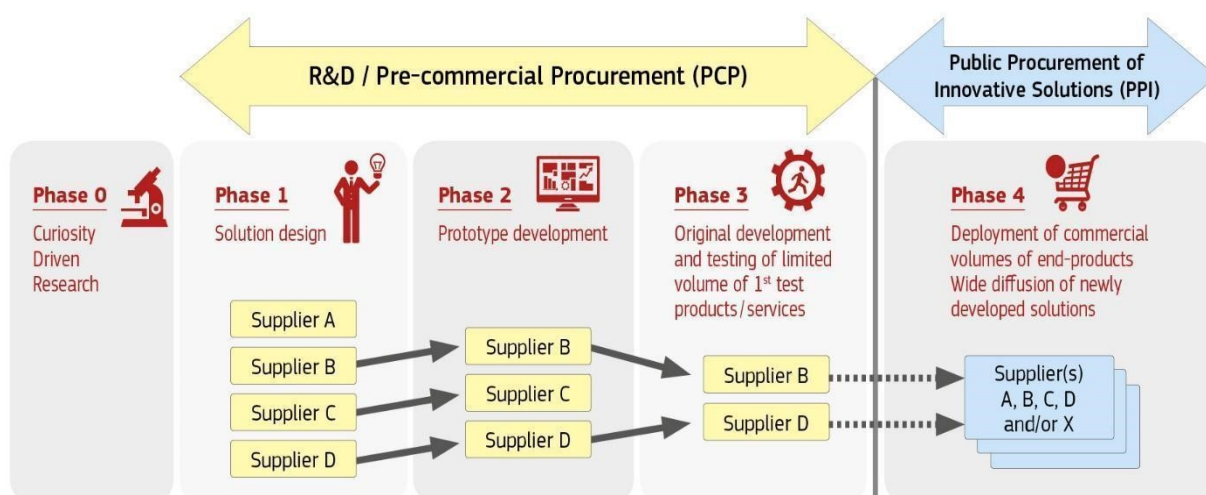 R&D / Pre-commercial Procurement (PCP)
Public Procurement of
Innovative Solutions (PPI)
Phase 0
Curiosity
Driven
Research
Phase 1
Solution design
Supplier A
Supplier B
Supplier C
Supplier D
Phase 2
Prototype development
Supplier B
Supplier C
Supplier D
Phase 3
Original development
and testing of limited
volume of 1st test
products/services
Supplier B
Supplier D
Phase 4
Deployment of commercial
volumes of end-products
Wide diffusion of newly
developed solutions
Supplier(s)
A, B, C, D
and/or X